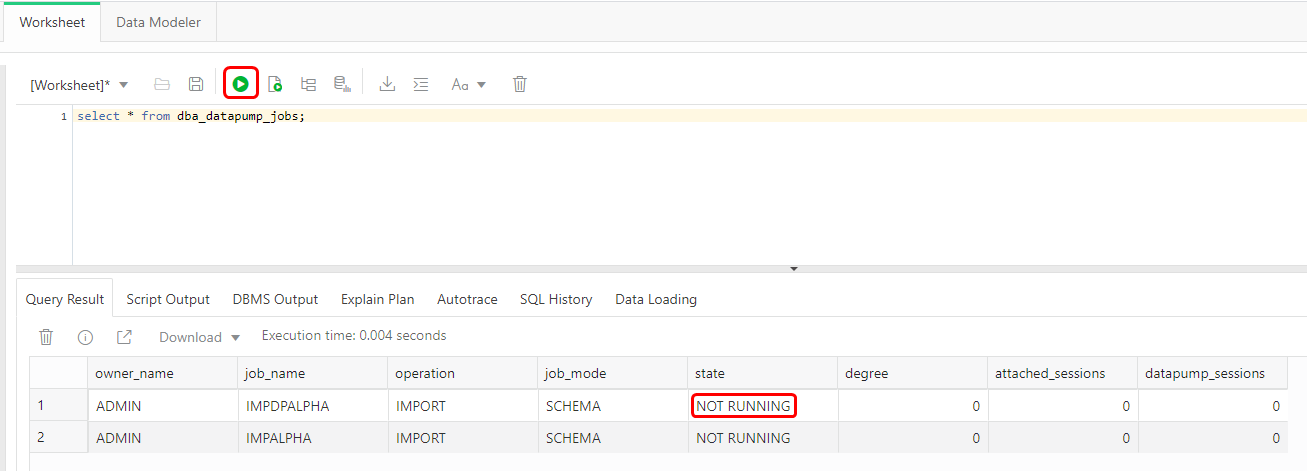 Worksheet Data Modeler
[Worksheet]* Aa
1 select * from dba_datapump_jobs;
Query Result Script Output DBMS Output Explain Plan Autotrace SQL History Data Loading
Download Execution time: 0.004 seconds
owner_name job_name operation job_mode state degree attached_sessions datapump_sessions
1 ADMIN IMPDPALPHA IMPORT SCHEMA NOT RUNNING 0 0 0
2 ADMIN IMPALPHA IMPORT SCHEMA NOT RUNNING 0 0 0